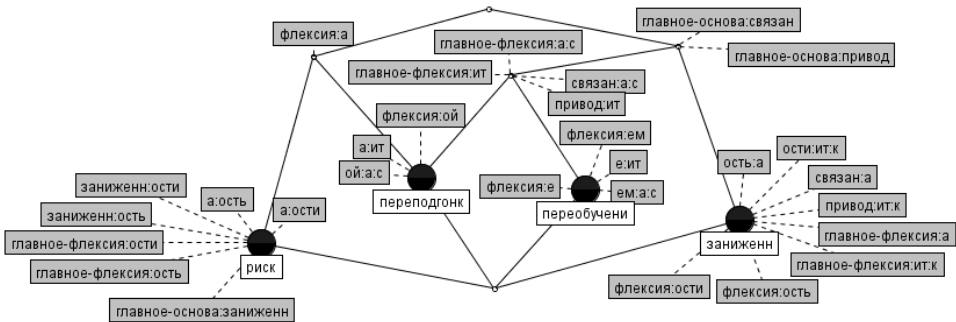 главное-основа:связан
флексия:а
главное-флексия:а:с
главное-основа:привод
главное-флексия:ит
связан:а:с
привод:ит
флексия:ой
флексия:ем
а:ит
е:ит
ости:ит:к
ость:а
ой:а:с
связан:а
заниженн:ости
флексия:е
ем:а:с
а:ость
переподгонк
привод:ит:к
заниженн:ость
а:ости
переобучени
главное-флексия:а
главное-флексия:ости
заниженн
риск
главное-флексия:ит:к
главное-флексия:ость
флексия:ости
флексия:ость
главное-основа:заниженн